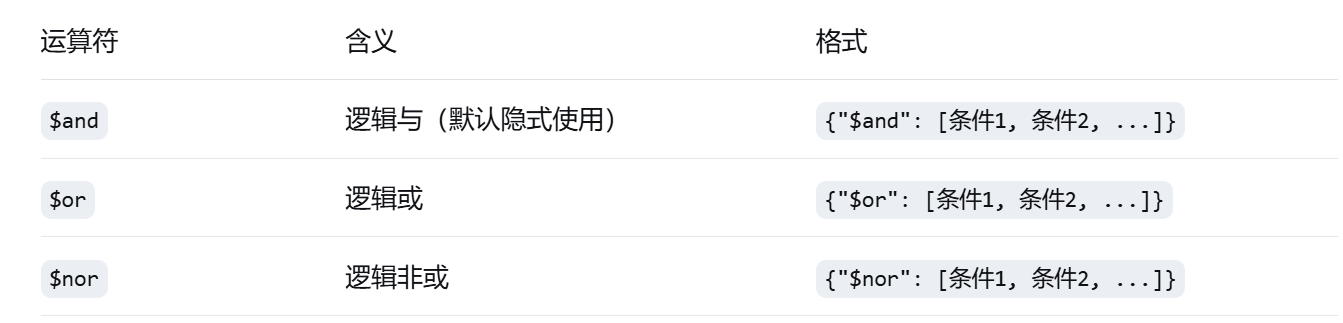 运算符 含义 格式
$and 逻辑与（默认隐式使用） {"$and": [条件1, 条件2, ...]}
$or 逻辑或 {"$or": [条件1, 条件2, ...]}
$nor 逻辑非或 {"$nor": [条件1, 条件2, ...]}